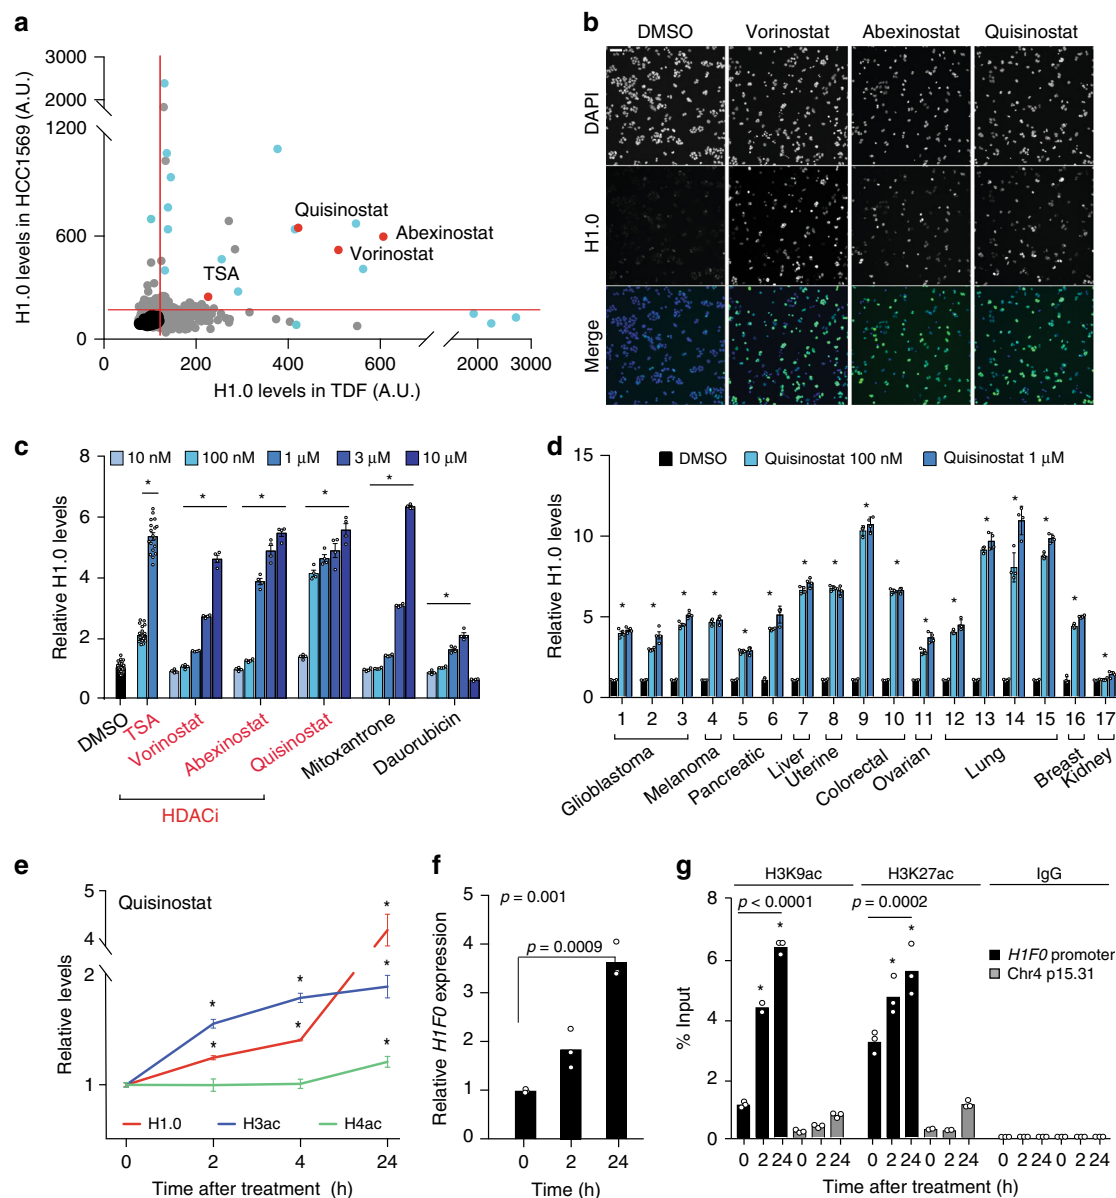 a
3000
2000
1200
600
0
H1.0 levels in HCC1569 (A.U.)
Quisinostat
Abexinostat
Vorinostat
TSA
0
200
400
600
2000
3000
H1.0 levels in TDF (A.U.)
b
DMSO
Vorinostat
Abexinostat
Quisinostat
DAPI
H1.0
Merge
c
8
6
4
2
0
Relative H1.0 levels
10 nM
100 nM
1 µM
3 µM
10 µM
*
*
*
*
*
*
DMSO
TSA
Vorinostat
Abexinostat
Quisinostat
Mitoxantrone
Dauorubicin
HDACi
d
15
10
5
0
Relative H1.0 levels
DMSO
Quisinostat 100 nM
Quisinostat 1 µM
* * * * * * * * * * * * * * * * *
1 2 3 4 5 6 7 8 9 10 11 12 13 14 15 16 17
Glioblastoma
Melanoma
Pancreatic
Liver
Uterine
Colorectal
Ovarian
Lung
Breast
Kidney
e
5
4
2
1
Relative levels
Quisinostat
* * * * * * *
H1.0
H3ac
H4ac
0 2 4 24
Time after treatment (h)
f
5
4
3
2
1
0
Relative H1F0 expression
p = 0.001
p = 0.0009
0 2 24
Time (h)
g
H3K9ac
H3K27ac
IgG
p < 0.0001
p = 0.0002
* * * *
8
6
4
2
0
% Input
H1F0 promoter
Chr4 p15.31
0 2 24 0 2 24 0 2 24 0 2 24 0 2 24 0 2 24
Time after treatment (h)